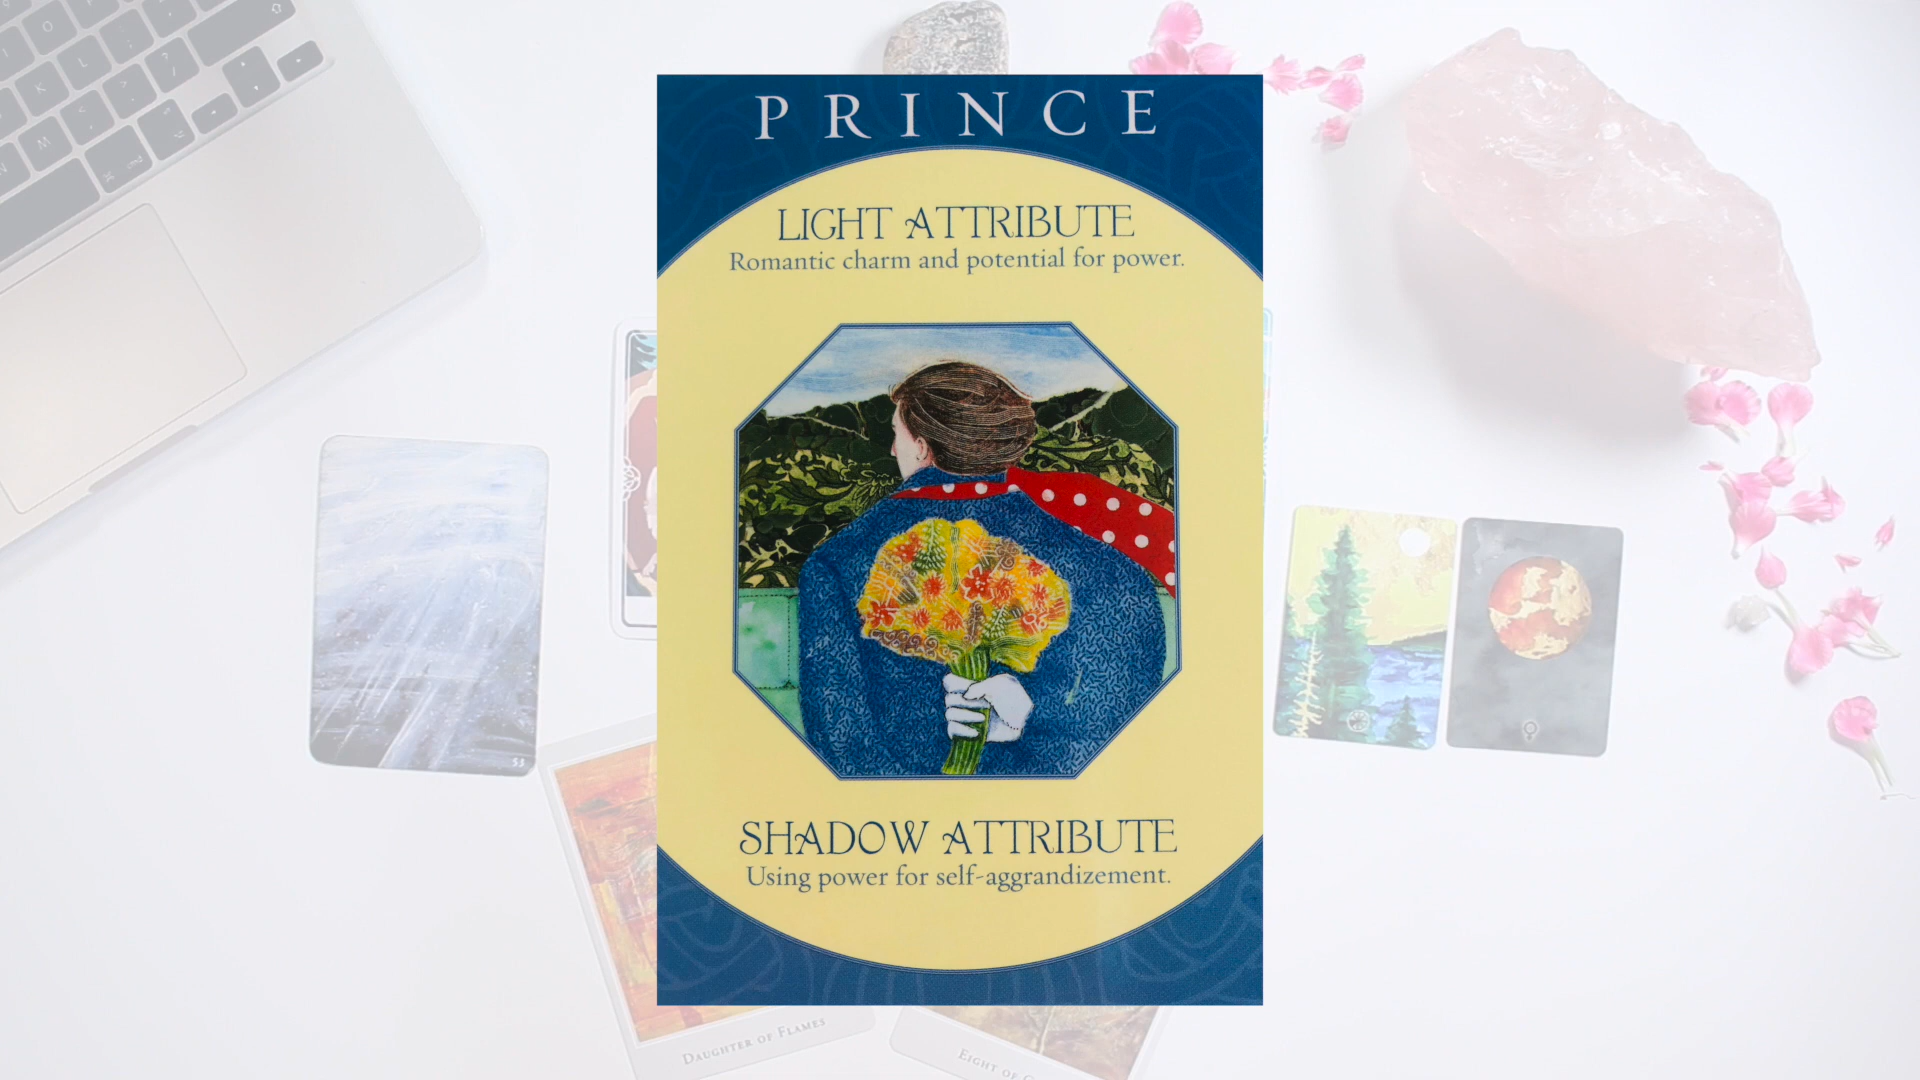 PRINCE
LIGHT ATTRIBUTE
Romantic charm and potential for power.
SHADOW ATTRIBUTE
Using power for self-aggrandizement.
53
DAUGHTER OF FLAMES
EIGHT OF